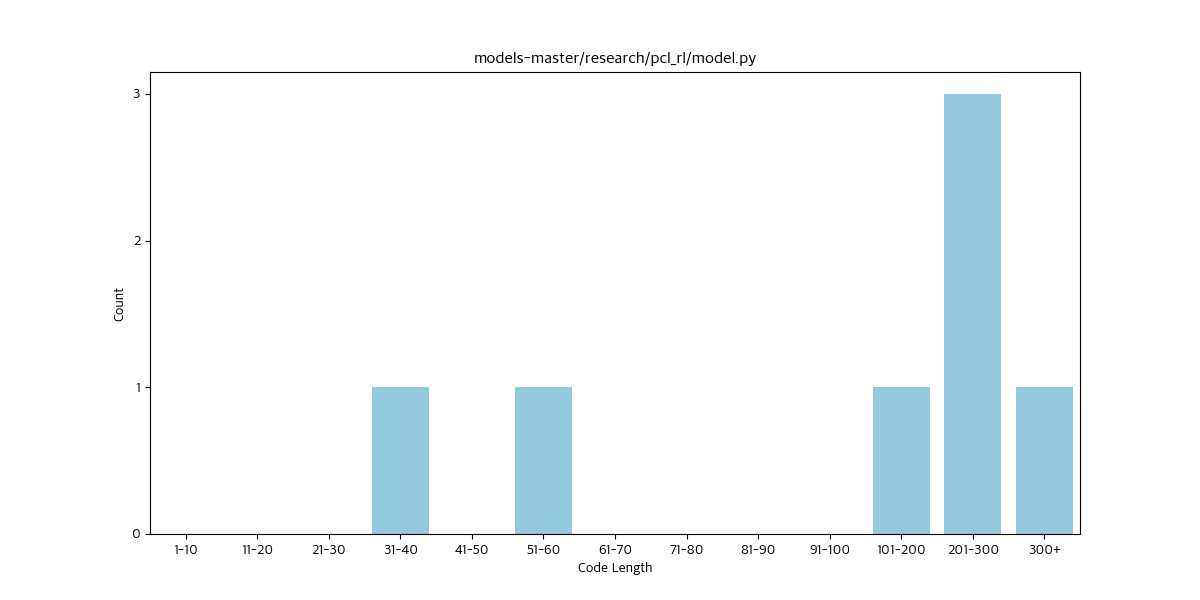 models-master/research/pcl_rl/model.py
Count
3
2
1
0
1-10 11-20 21-30 31-40 41-50 51-60 61-70 71-80 81-90 91-100 101-200 201-300 300+
Code Length